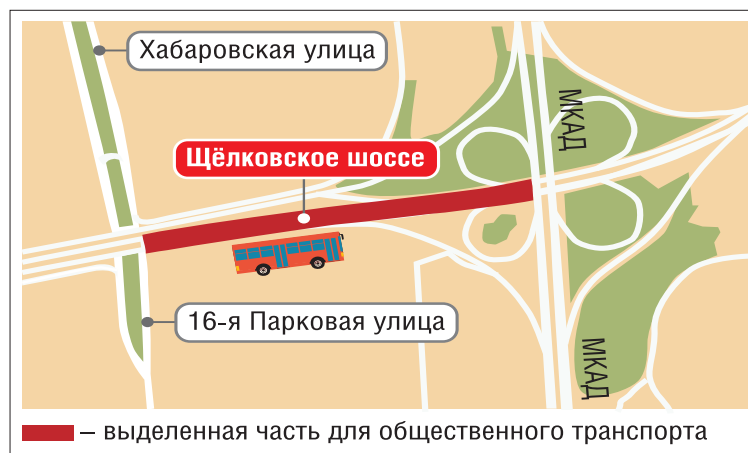 Хабаровская улица
МКАД
Щёлковское шоссе
16-я Парковая улица
МКАД
– выделенная часть для общественного транспорта